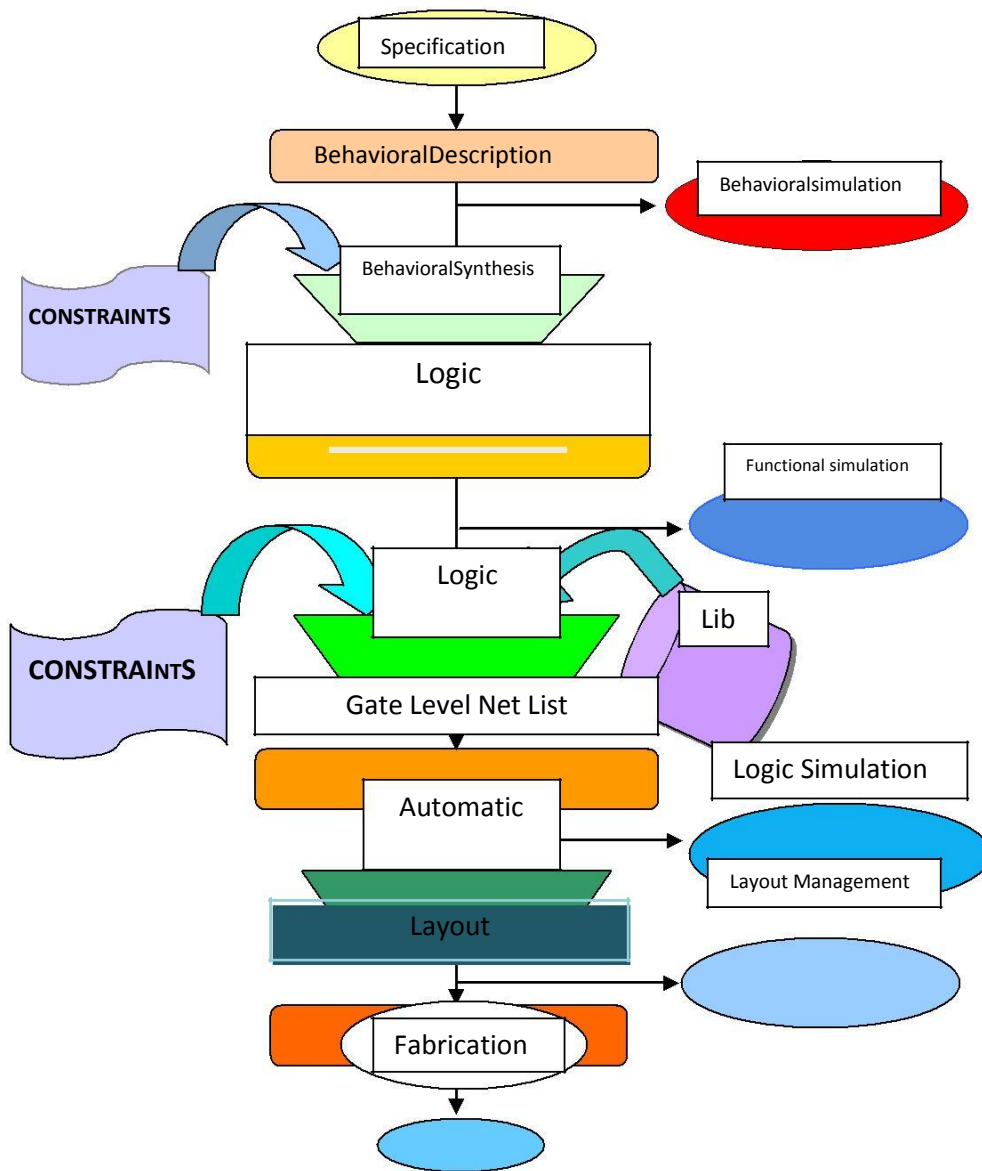 Specification
BehavioralDescription
Behavioralsimulation
BehavioralSynthesis
CONSTRAINTS
Logic
Functional simulation
Logic
Lib
CONSTRAINTS
Gate Level Net List
Logic Simulation
Automatic
Layout Management
Layout
Fabrication